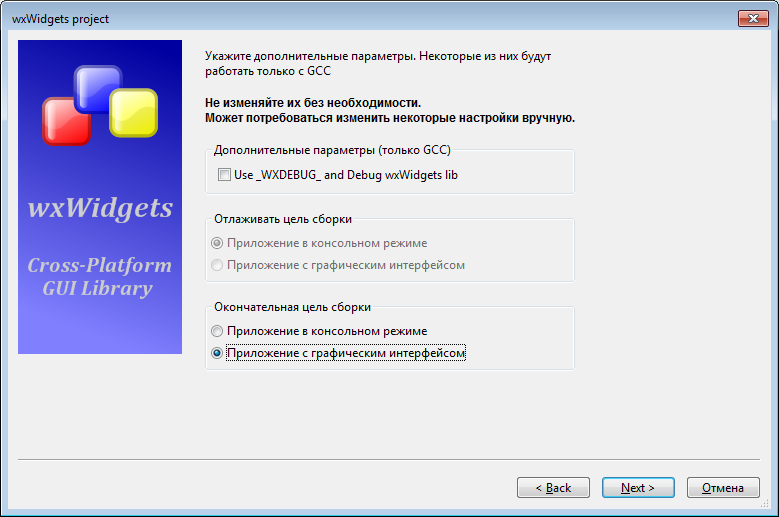 wxWidgets project
wxWidgets
Cross-Platform
GUI Library
Укажите дополнительные параметры. Некоторые из них будут
работать только с GCC
Не изменяйте их без необходимости.
Может потребоваться изменить некоторые настройки вручную.
Дополнительные параметры (только GCC)
Use _WXDEBUG_ and Debug wxWidgets lib
Отлаживать цель сборки
Приложение в консольном режиме
Приложение с графическим интерфейсом
Окончательная цель сборки
Приложение в консольном режиме
Приложение с графическим интерфейсом
< Back
Next >
Отмена